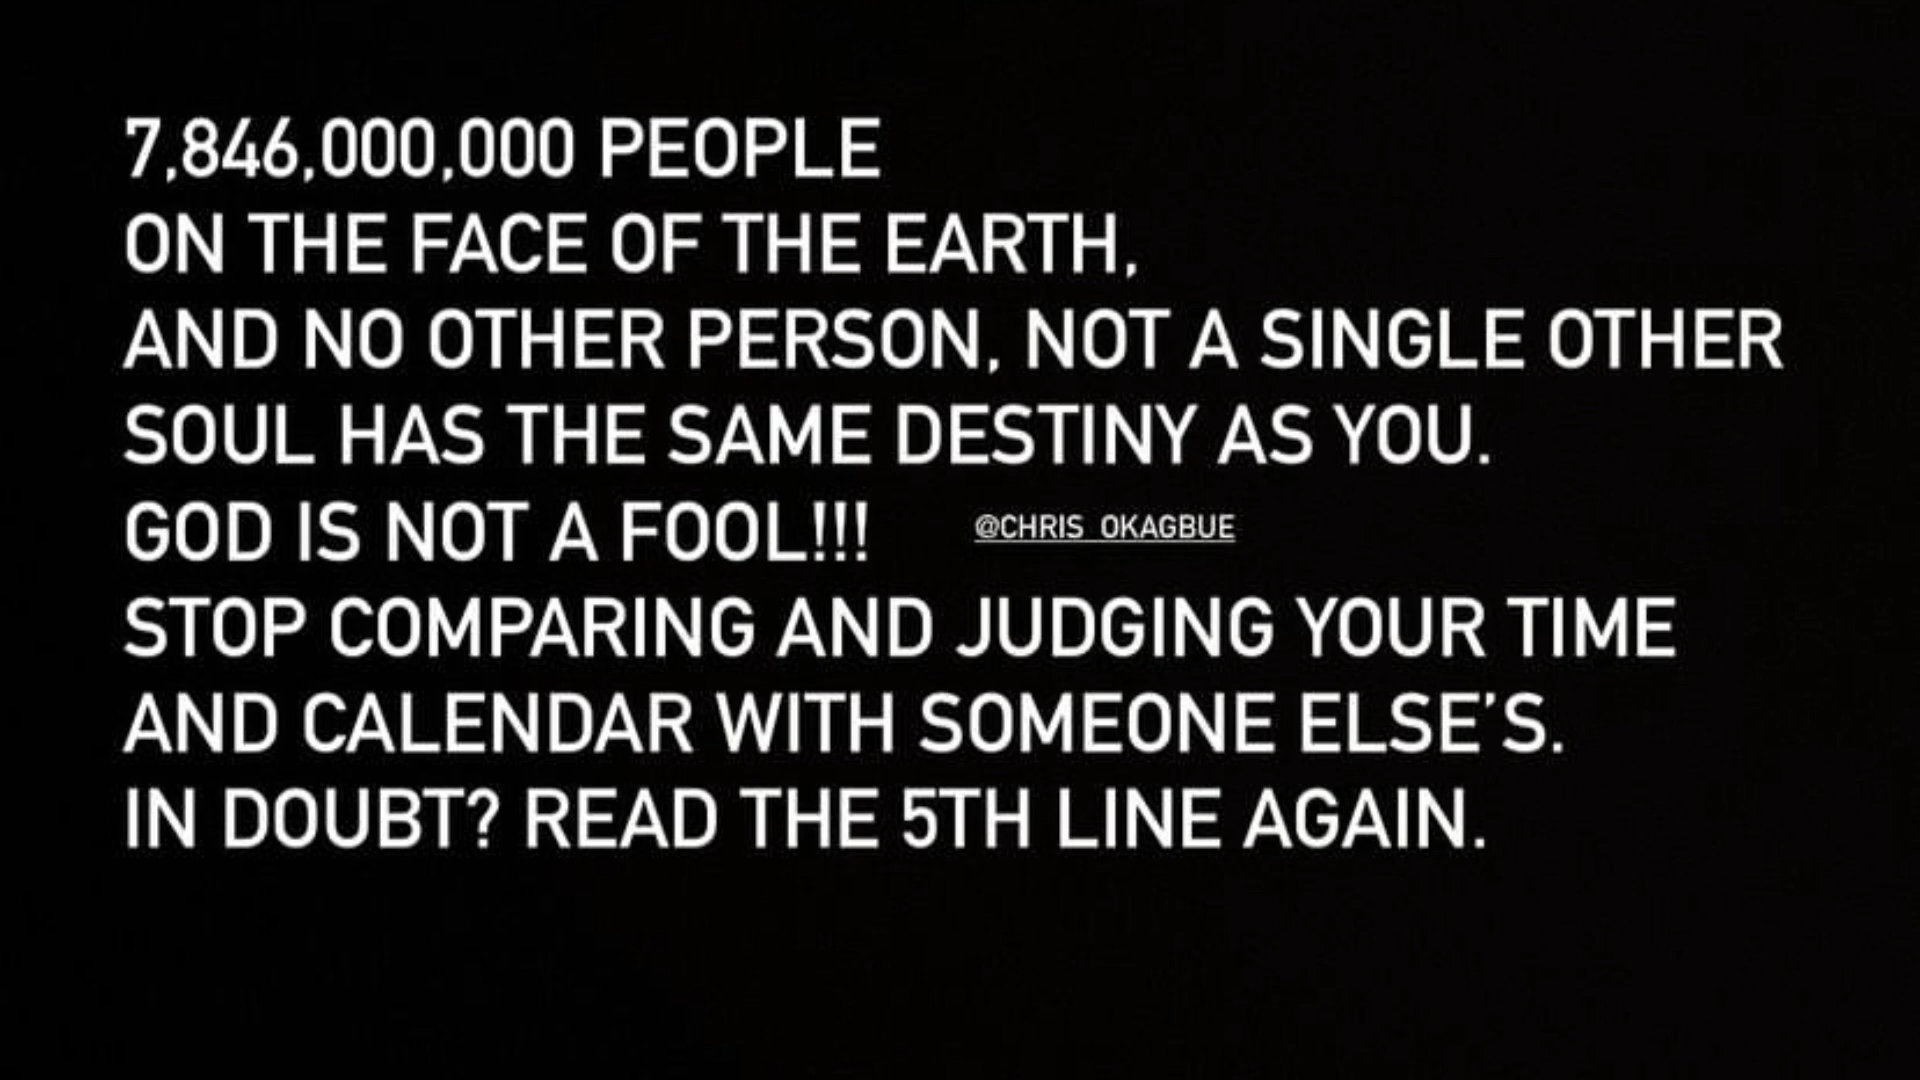 7,846,000,000 PEOPLE
ON THE FACE OF THE EARTH,
AND NO OTHER PERSON, NOT A SINGLE OTHER
SOUL HAS THE SAME DESTINY AS YOU.
GOD IS NOT A FOOL!!! @CHRIS_OKAGBUE
STOP COMPARING AND JUDGING YOUR TIME
AND CALENDAR WITH SOMEONE ELSE’S.
IN DOUBT? READ THE 5TH LINE AGAIN.